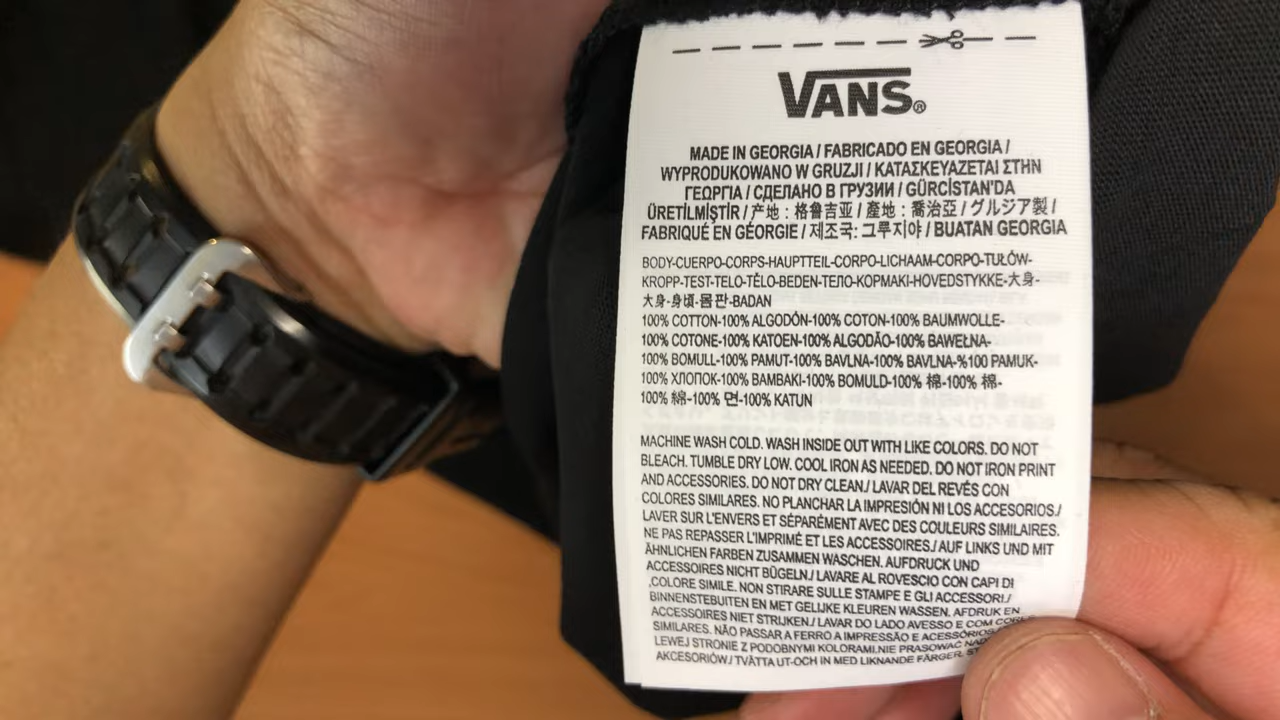 VANS®
MADE IN GEORGIA / FABRICADO EN GEORGIA /
WYPRODUKOWANO W GRUZJI / ΚΑΤΑΣΚΕΥΑΖΕΤΑΙ ΣΤΗΝ
ΓΕΩΡΓΙΑ / СДЕЛАНО В ГРУЗИИ / GÜRCİSTAN'DA
ÜRETİLMİŞTİR / 产地：格鲁吉亚 / 產地：喬治亞 / グルジア製 /
FABRIQUÉ EN GÉORGIE / 제조국: 그루지야 / BUATAN GEORGIA
BODY-CUERPO-CORPS-HAUPTTEIL-CORPO-LICHAAM-CORPO-TUŁÓW-
KROPP-TEST-TELO-TĚLO-BEDEN-ТЕЛО-ΚΟΡΜΑΚΙ-HOVEDSTYKKE-大身-
大身-身頃-몸판-BADAN
100% COTTON-100% ALGODÓN-100% COTON-100% BAUMWOLLE-
100% COTONE-100% KATOEN-100% ALGODÃO-100% BAWEŁNA-
100% BOMULL-100% PAMUT-100% BAVLNA-100% BAVLNA-%100 PAMUK-
100% ХЛОПОК-100% ΒΑΜΒΑΚΙ-100% BOMULD-100% 棉-100% 棉-
100% 綿-100% 면-100% KATUN
MACHINE WASH COLD. WASH INSIDE OUT WITH LIKE COLORS. DO NOT
BLEACH. TUMBLE DRY LOW. COOL IRON AS NEEDED. DO NOT IRON PRINT
AND ACCESSORIES. DO NOT DRY CLEAN./ LAVAR DEL REVÉS CON
COLORES SIMILARES. NO PLANCHAR LA IMPRESIÓN NI LOS ACCESORIOS./
LAVER SUR L'ENVERS ET SÉPARÉMENT AVEC DES COULEURS SIMILAIRES.
NE PAS REPASSER L'IMPRIMÉ ET LES ACCESSOIRES./ AUF LINKS UND MIT
ÄHNLICHEN FARBEN ZUSAMMEN WASCHEN. AUFDRUCK UND
ACCESSOIRES NICHT BÜGELN./ LAVARE AL ROVESCIO CON CAPI DI
COLORE SIMILE. NON STIRARE SULLE STAMPE E GLI ACCESSORI./
BINNENSTEBUITEN EN MET GELIJKE KLEUREN WASSEN. AFDRUK EN
ACCESSOIRES NIET STRIJKEN./ LAVAR DO LADO AVESSO E COM
SIMILARES. NÃO PASSAR A FERRO A IMPRESSÃO E ACESSÓRIOS
LEWEJ STRONIE Z PODOBNYMI KOLORAMI.NIE PRASOWAĆ
AKCESORIÓW./ TVÄTTA UT-OCH IN MED LIKNANDE FÄRGER.